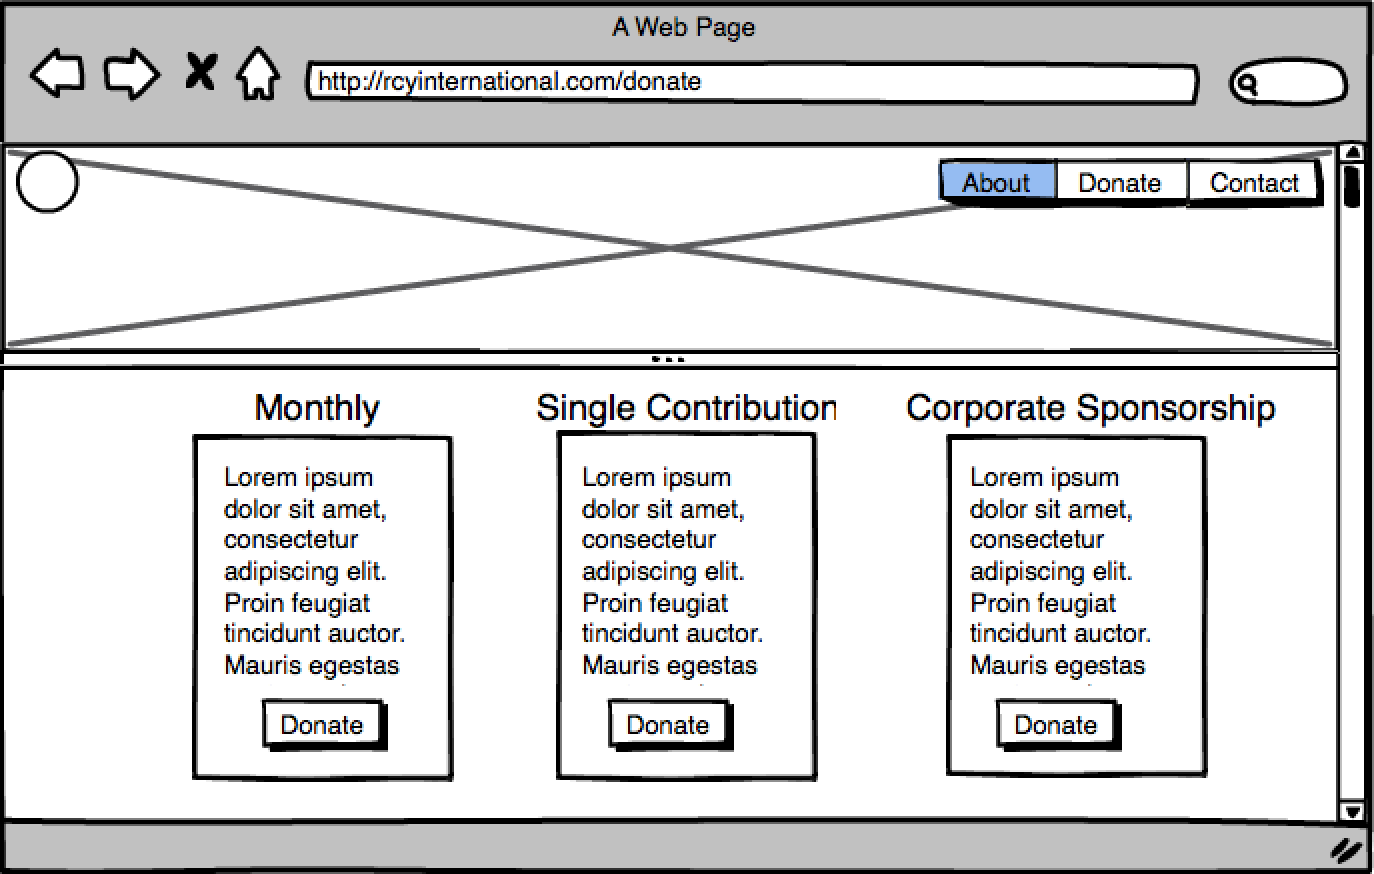 A Web Page
http://rcyinternational.com/donate
About Donate Contact
Monthly
Single Contribution
Corporate Sponsorship
Lorem ipsum
dolor sit amet,
consectetur
adipiscing elit.
Proin feugiat
tincidunt auctor.
Mauris egestas
Donate
Lorem ipsum
dolor sit amet,
consectetur
adipiscing elit.
Proin feugiat
tincidunt auctor.
Mauris egestas
Donate
Lorem ipsum
dolor sit amet,
consectetur
adipiscing elit.
Proin feugiat
tincidunt auctor.
Mauris egestas
Donate